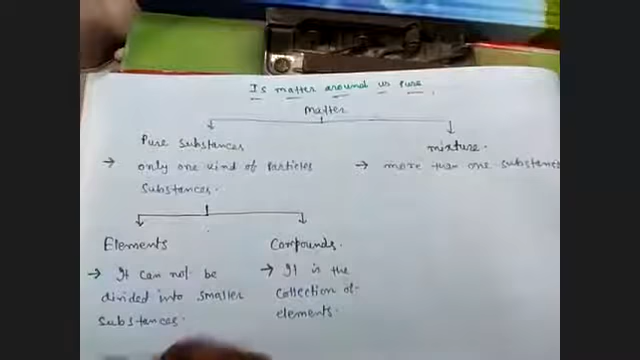 Is matter around us pure
matter
Pure substances
→ only one kind of particles
substances.
mixture.
→ more than one substances
Elements
→ It can not be
divided into smaller
substances.
Compounds.
→ It is the
collection of
elements.